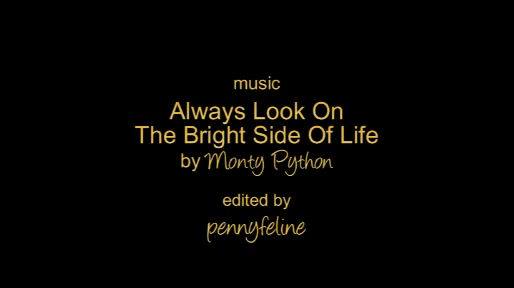 music
Always Look On
The Bright Side Of Life
by Monty Python
edited by
pennyfeline